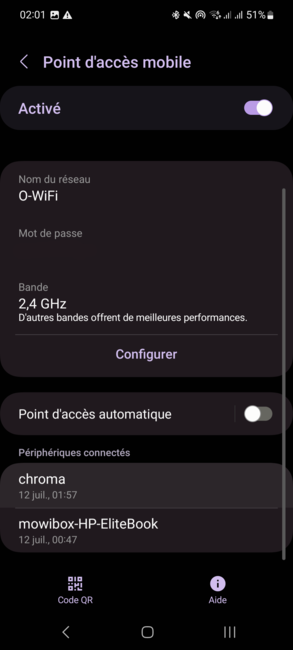 02:01
51%
Point d'accès mobile
Activé
Nom du réseau
O-WiFi
Mot de passe
Bande
2,4 GHz
D'autres bandes offrent de meilleures performances.
Configurer
Point d'accès automatique
Périphériques connectés
chroma
12 juil., 01:57
mowibox-HP-EliteBook
12 juil., 00:47
Code QR
Aide